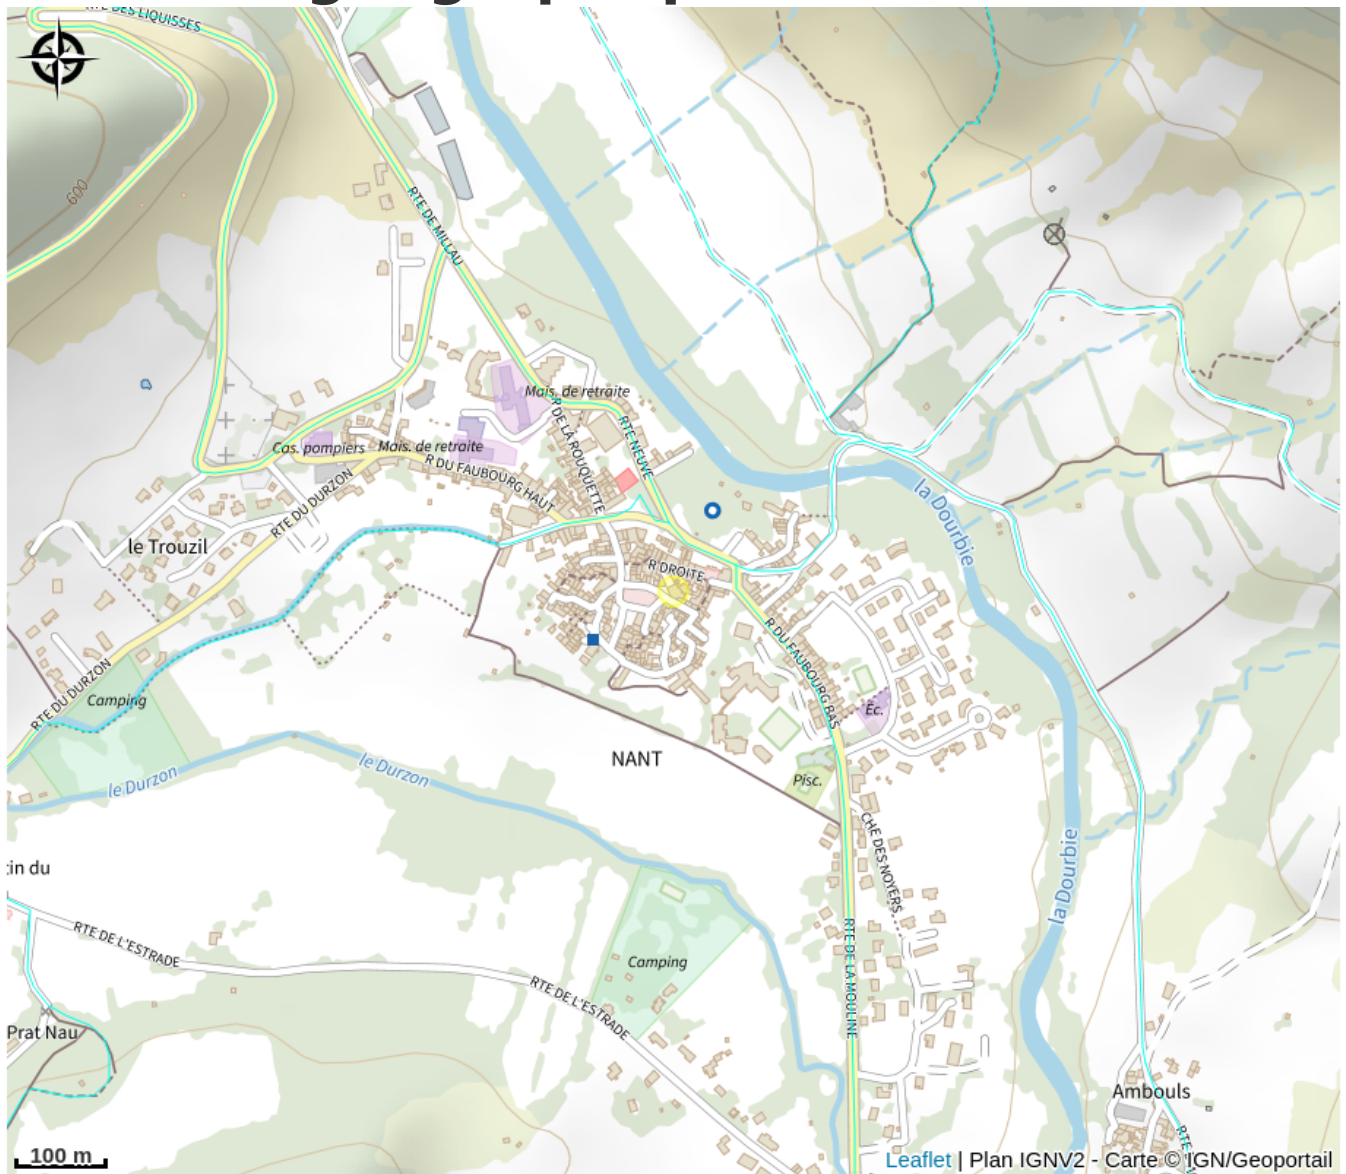 RTE DES LIQUISSES
600
RTE DE MILLAU
Mais. de retraite
R DE LA ROUQUETTE
RTE NEUVE
Cas. pompiers
Mais. de retraite
R DU FAUBOURG HAUT
RTE DU DURZON
le Trouzil
la Dourbie
R DROITE
R DU FAUBOURG BAS
RTE DU DURZON
Camping
Éc.
le Durzon
le Durzon
NANT
Pisc.
CHE DES NOYERS
la Dourbie
tin du
RTE DE L'ESTRADE
Camping
RTE DE L'ESTRADE
RTE DE LA MOULINE
Prat Nau
Ambouls
RTE
100 m
Leaflet | Plan IGNV2 - Carte © IGN/Geoportail